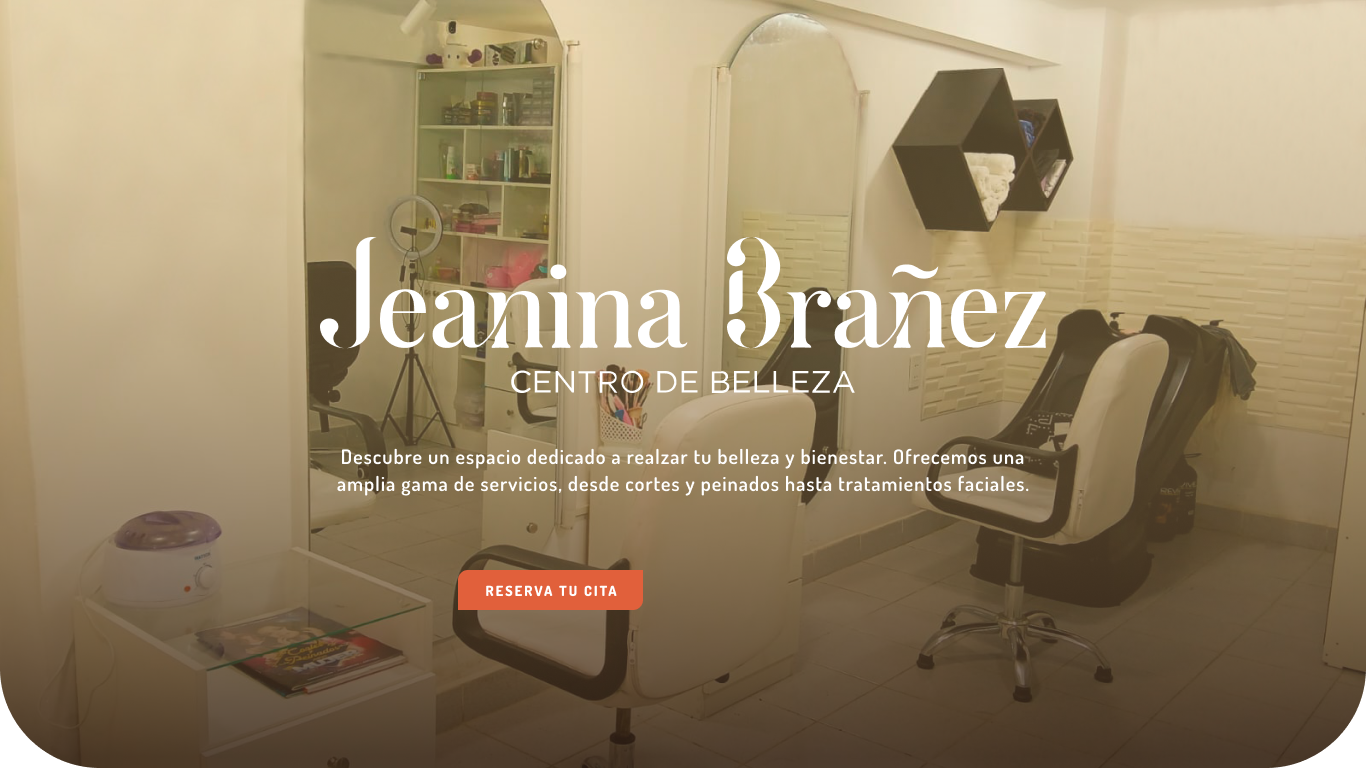 Jeanina Brañez
CENTRO DE BELLEZA
Descubre un espacio dedicado a realzar tu belleza y bienestar. Ofrecemos una
amplia gama de servicios, desde cortes y peinados hasta tratamientos faciales.
RESERVA TU CITA